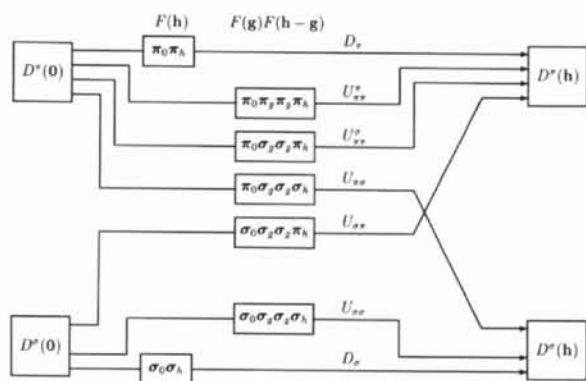 F(h) F(g)F(h − g)
π₀π_h D_π
D^π(0) D^π(h)
π₀π_gπ_gπ_h U^π_ππ
π₀σ_gσ_gπ_h U^σ_ππ
π₀σ_gσ_gσ_h U_πσ
σ₀σ_gσ_gπ_h U_σπ
σ₀σ_gσ_gσ_h U_σσ
D^σ(0) D^σ(h)
σ₀σ_h D_σ